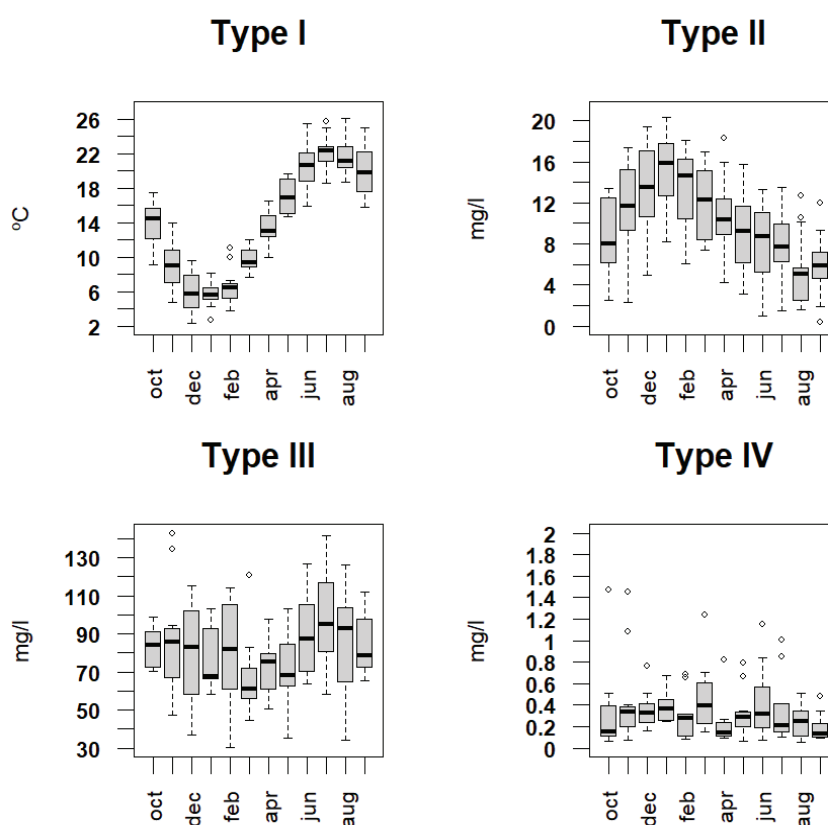 Type I
Type II
ºC
26
22
18
14
10
6
2
oct
dec
feb
apr
jun
aug
mg/l
20
16
12
8
4
0
oct
dec
feb
apr
jun
aug
Type III
Type IV
mg/l
130
110
90
70
50
30
oct
dec
feb
apr
jun
aug
mg/l
2
1.8
1.6
1.4
1.2
1
0.8
0.6
0.4
0.2
0
oct
dec
feb
apr
jun
aug